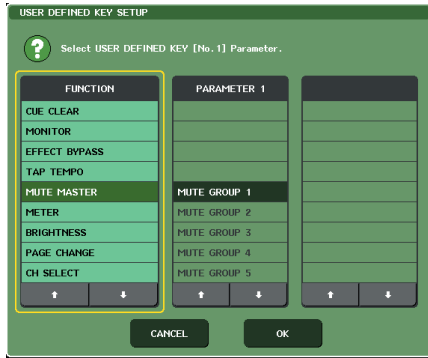 USER DEFINED KEY SETUP
?
Select USER DEFINED KEY [No.1] Parameter.
FUNCTION
PARAMETER 1
CUE CLEAR
MONITOR
EFFECT BYPASS
TAP TEMPO
MUTE MASTER
MUTE GROUP 1
METER
MUTE GROUP 2
BRIGHTNESS
MUTE GROUP 3
PAGE CHANGE
MUTE GROUP 4
CH SELECT
MUTE GROUP 5
CANCEL
OK